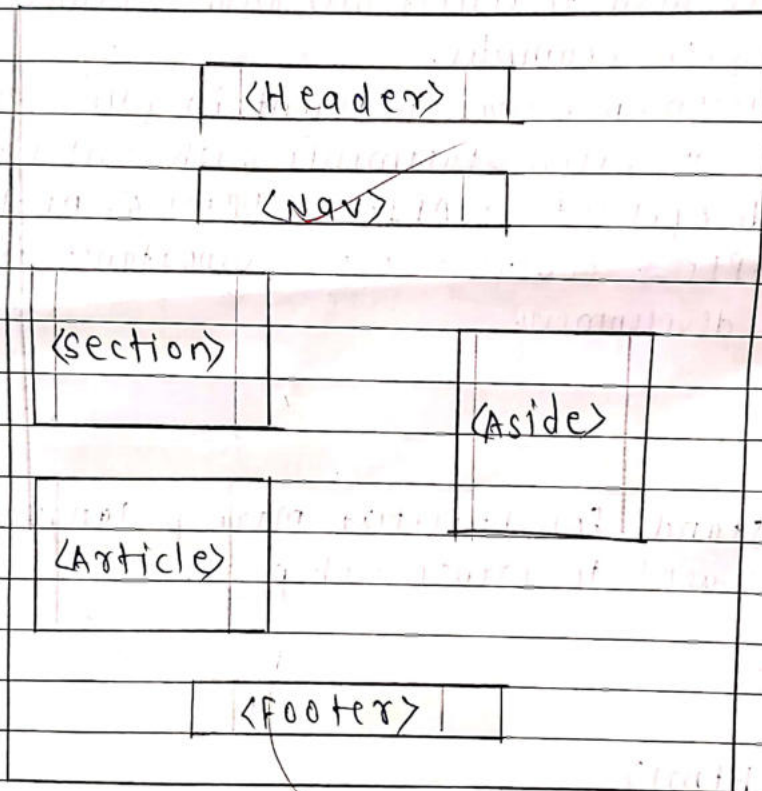 <Header>
<Nav>
<section>
<Aside>
<Article>
<Footer>